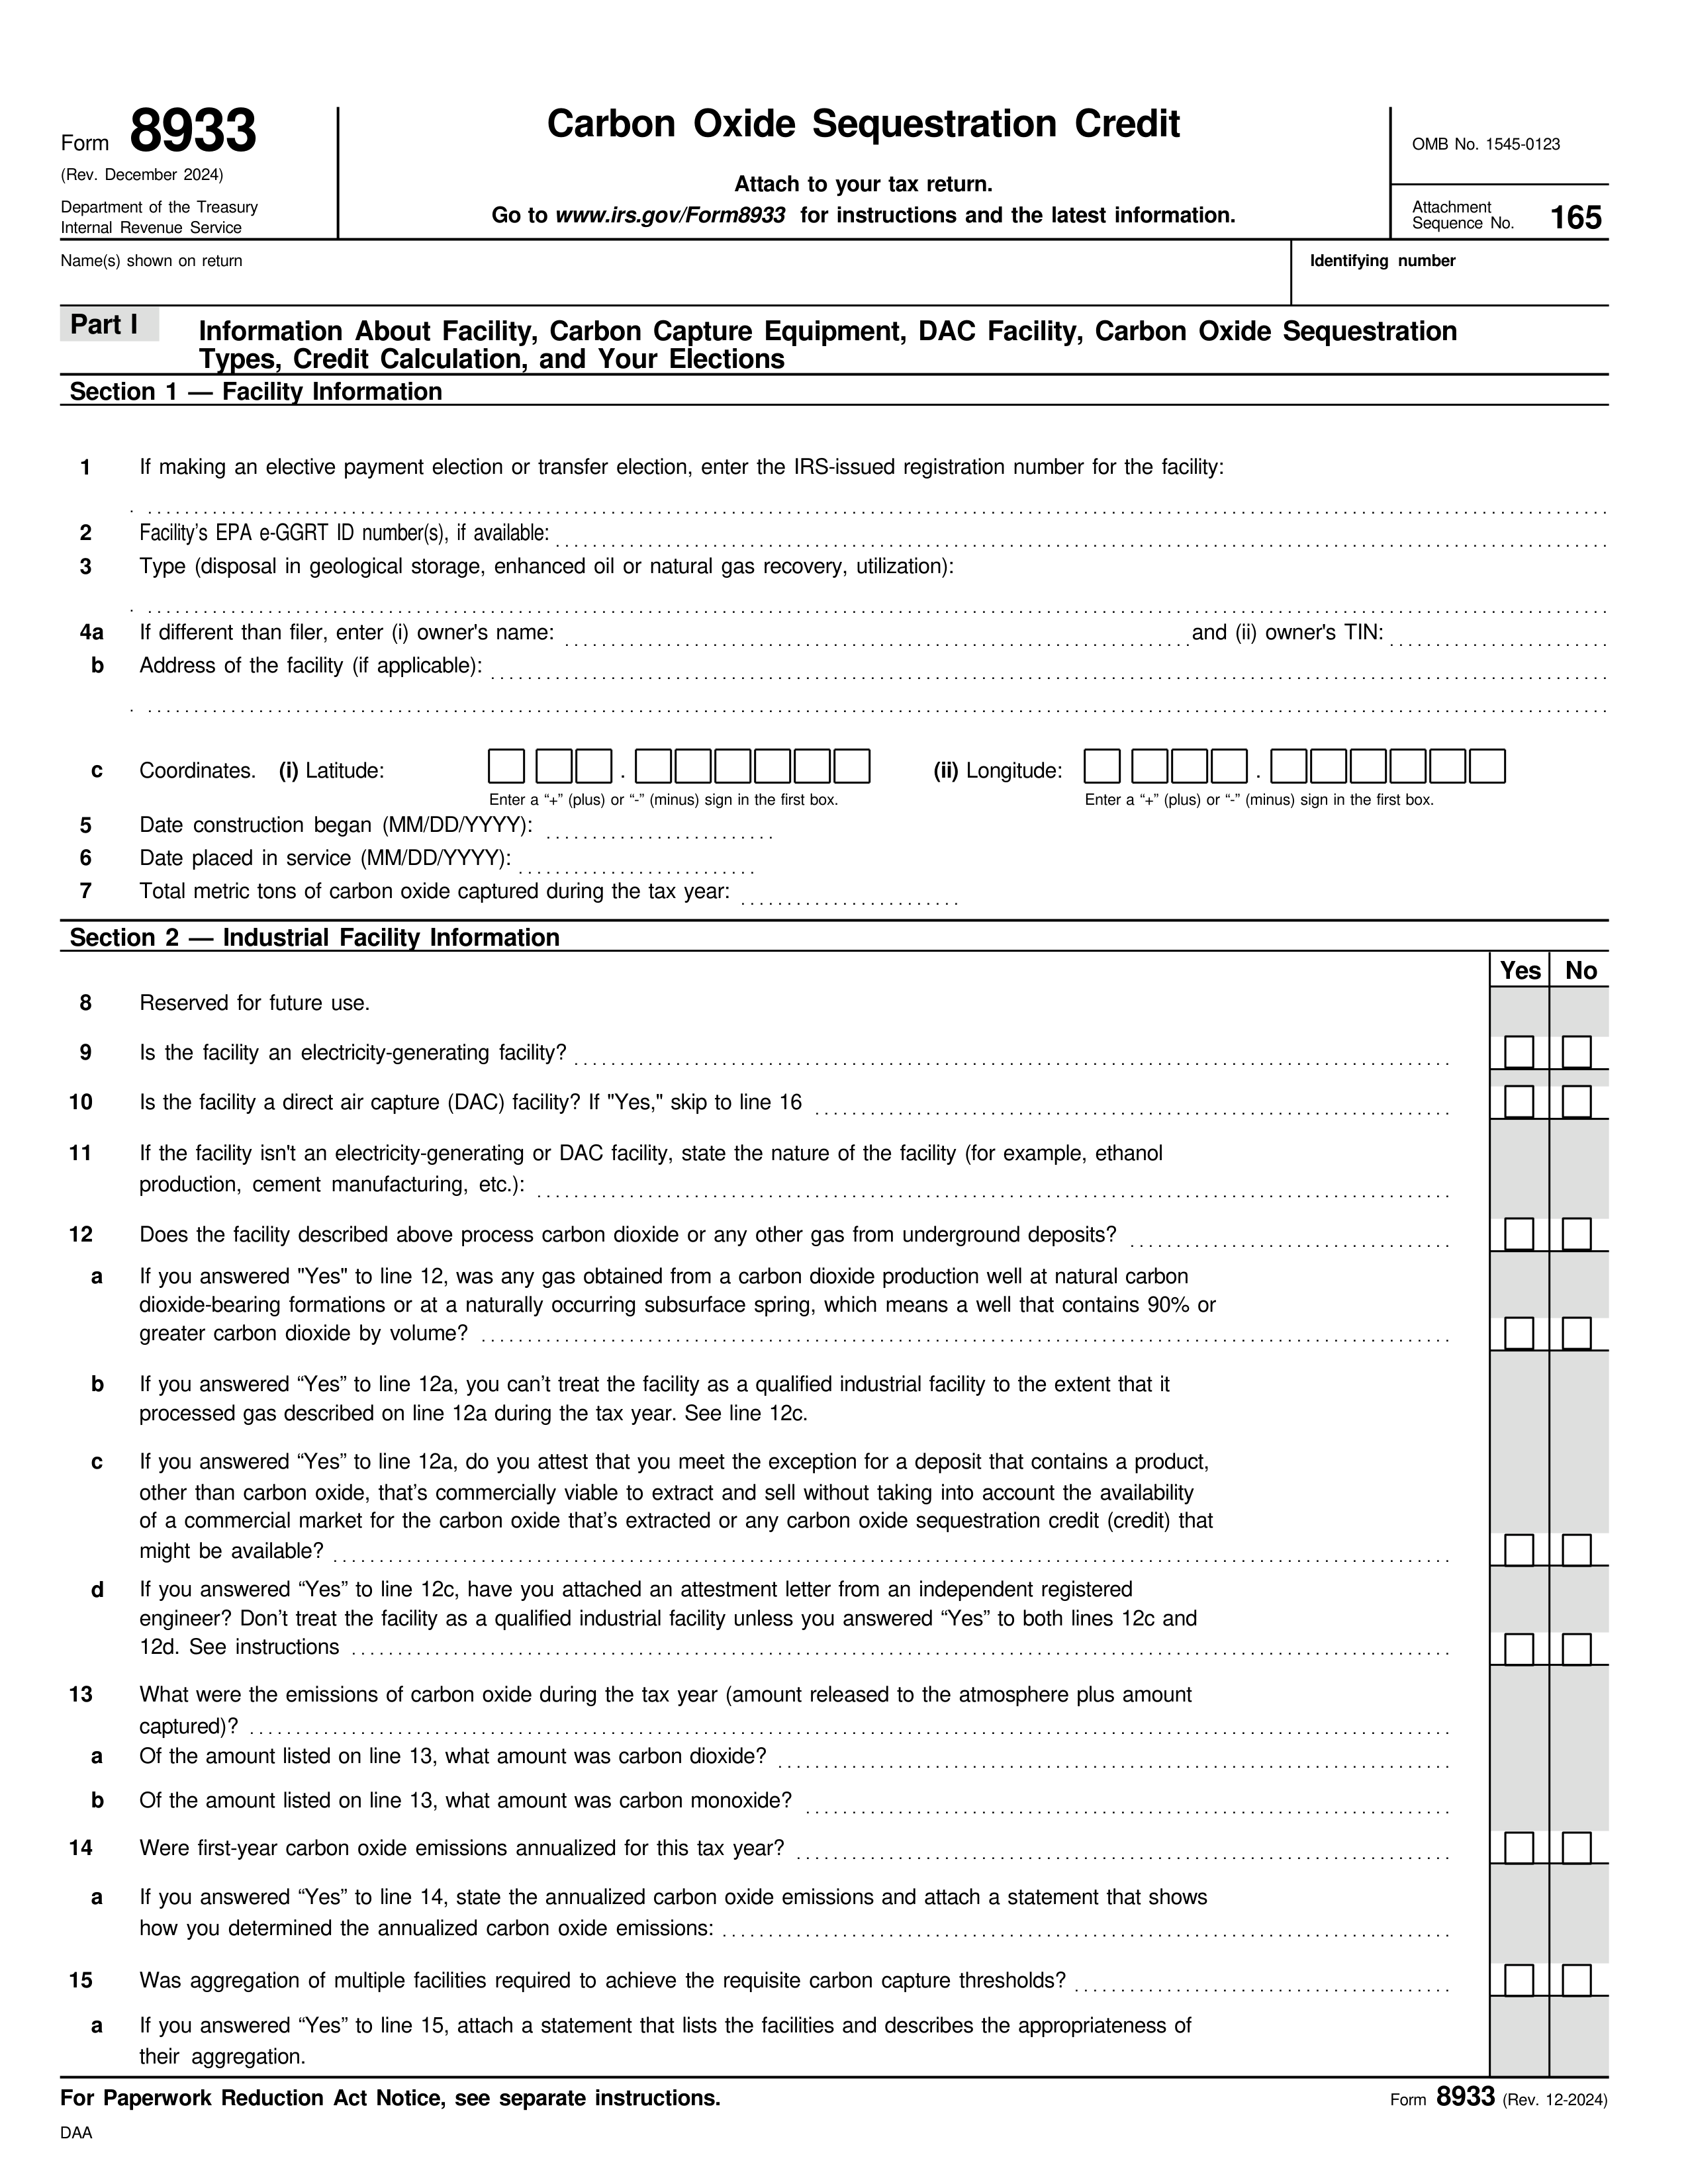 Form 8933
(Rev. December 2024)
Department of the Treasury
Internal Revenue Service
Carbon Oxide Sequestration Credit
Attach to your tax return.
Go to www.irs.gov/Form8933 for instructions and the latest information.
OMB No. 1545-0123
Attachment
Sequence No. 165
Name(s) shown on return
Identifying number
Part I Information About Facility, Carbon Capture Equipment, DAC Facility, Carbon Oxide Sequestration
Types, Credit Calculation, and Your Elections
Section 1 — Facility Information
1 If making an elective payment election or transfer election, enter the IRS-issued registration number for the facility:
2 Facility’s EPA e-GGRT ID number(s), if available:
3 Type (disposal in geological storage, enhanced oil or natural gas recovery, utilization):
4a If different than filer, enter (i) owner's name: and (ii) owner's TIN:
b Address of the facility (if applicable):
c Coordinates. (i) Latitude: . (ii) Longitude: .
Enter a “+” (plus) or “-” (minus) sign in the first box. Enter a “+” (plus) or “-” (minus) sign in the first box.
5 Date construction began (MM/DD/YYYY):
6 Date placed in service (MM/DD/YYYY):
7 Total metric tons of carbon oxide captured during the tax year:
Section 2 — Industrial Facility Information
Yes No
8 Reserved for future use.
9 Is the facility an electricity-generating facility?
10 Is the facility a direct air capture (DAC) facility? If "Yes," skip to line 16
11 If the facility isn't an electricity-generating or DAC facility, state the nature of the facility (for example, ethanol
production, cement manufacturing, etc.):
12 Does the facility described above process carbon dioxide or any other gas from underground deposits?
a If you answered "Yes" to line 12, was any gas obtained from a carbon dioxide production well at natural carbon
dioxide-bearing formations or at a naturally occurring subsurface spring, which means a well that contains 90% or
greater carbon dioxide by volume?
b If you answered “Yes” to line 12a, you can’t treat the facility as a qualified industrial facility to the extent that it
processed gas described on line 12a during the tax year. See line 12c.
c If you answered “Yes” to line 12a, do you attest that you meet the exception for a deposit that contains a product,
other than carbon oxide, that’s commercially viable to extract and sell without taking into account the availability
of a commercial market for the carbon oxide that’s extracted or any carbon oxide sequestration credit (credit) that
might be available?
d If you answered “Yes” to line 12c, have you attached an attestment letter from an independent registered
engineer? Don’t treat the facility as a qualified industrial facility unless you answered “Yes” to both lines 12c and
12d. See instructions
13 What were the emissions of carbon oxide during the tax year (amount released to the atmosphere plus amount
captured)?
a Of the amount listed on line 13, what amount was carbon dioxide?
b Of the amount listed on line 13, what amount was carbon monoxide?
14 Were first-year carbon oxide emissions annualized for this tax year?
a If you answered “Yes” to line 14, state the annualized carbon oxide emissions and attach a statement that shows
how you determined the annualized carbon oxide emissions:
15 Was aggregation of multiple facilities required to achieve the requisite carbon capture thresholds?
a If you answered “Yes” to line 15, attach a statement that lists the facilities and describes the appropriateness of
their aggregation.
For Paperwork Reduction Act Notice, see separate instructions. Form 8933 (Rev. 12-2024)
DAA